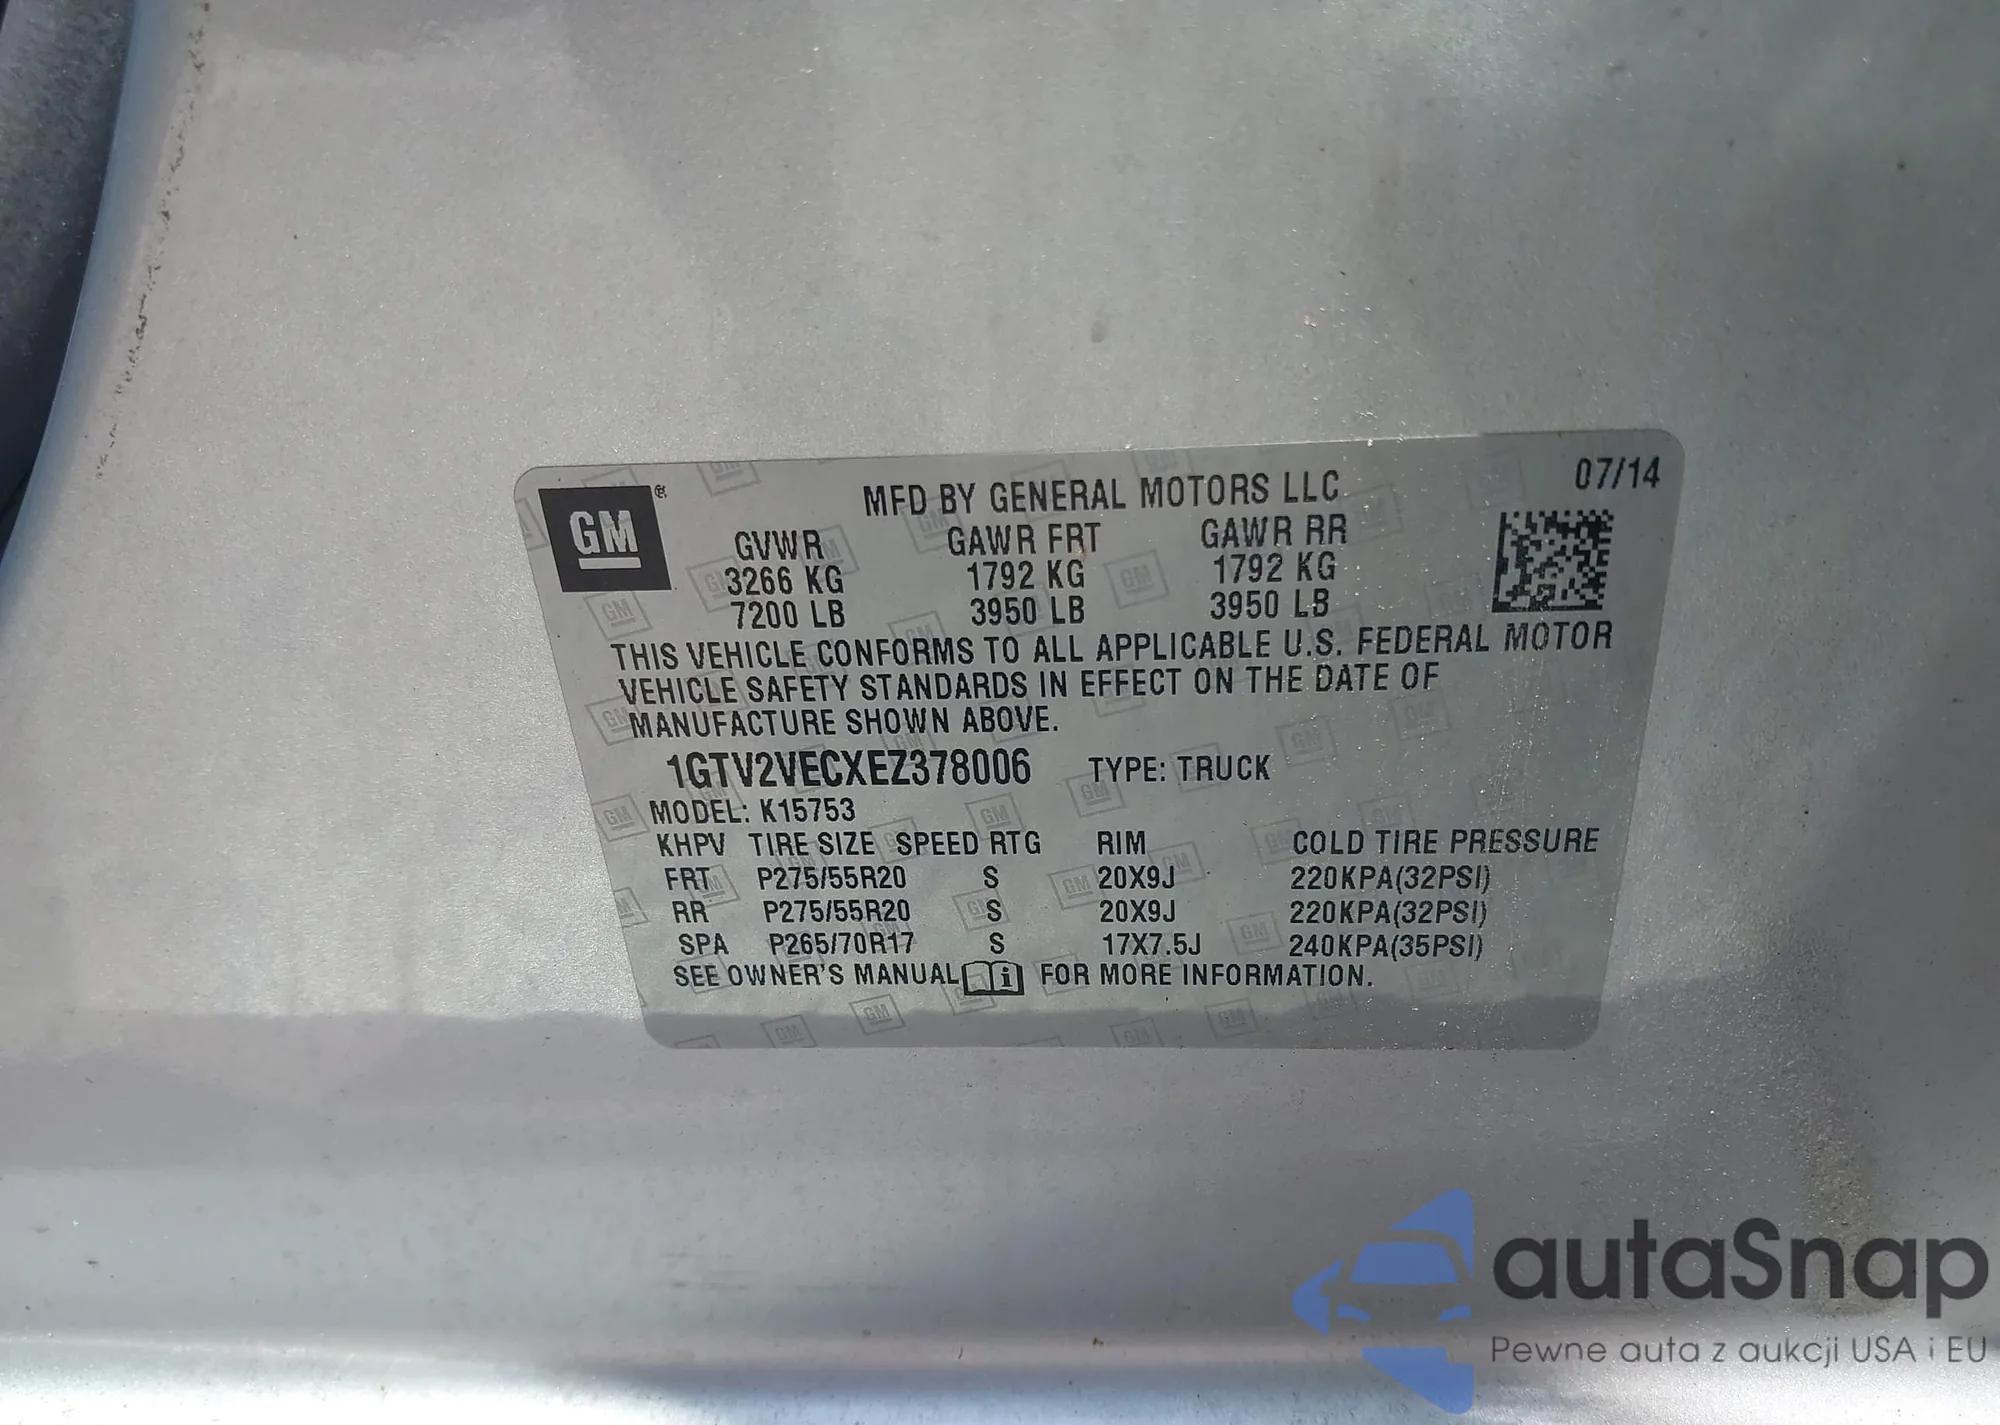 GM
MFD BY GENERAL MOTORS LLC
07/14
GVWR GAWR FRT GAWR RR
3266 KG 1792 KG 1792 KG
7200 LB 3950 LB 3950 LB
THIS VEHICLE CONFORMS TO ALL APPLICABLE U.S. FEDERAL MOTOR
VEHICLE SAFETY STANDARDS IN EFFECT ON THE DATE OF
MANUFACTURE SHOWN ABOVE.
1GTV2VECXEZ378006 TYPE: TRUCK
MODEL: K15753
KHPV TIRE SIZE SPEED RTG RIM COLD TIRE PRESSURE
FRT P275/55R20 S 20X9J 220KPA(32PSI)
RR P275/55R20 S 20X9J 220KPA(32PSI)
SPA P265/70R17 S 17X7.5J 240KPA(35PSI)
SEE OWNER'S MANUAL i FOR MORE INFORMATION.
autaSnap
Pewne auta z aukcji USA i EU